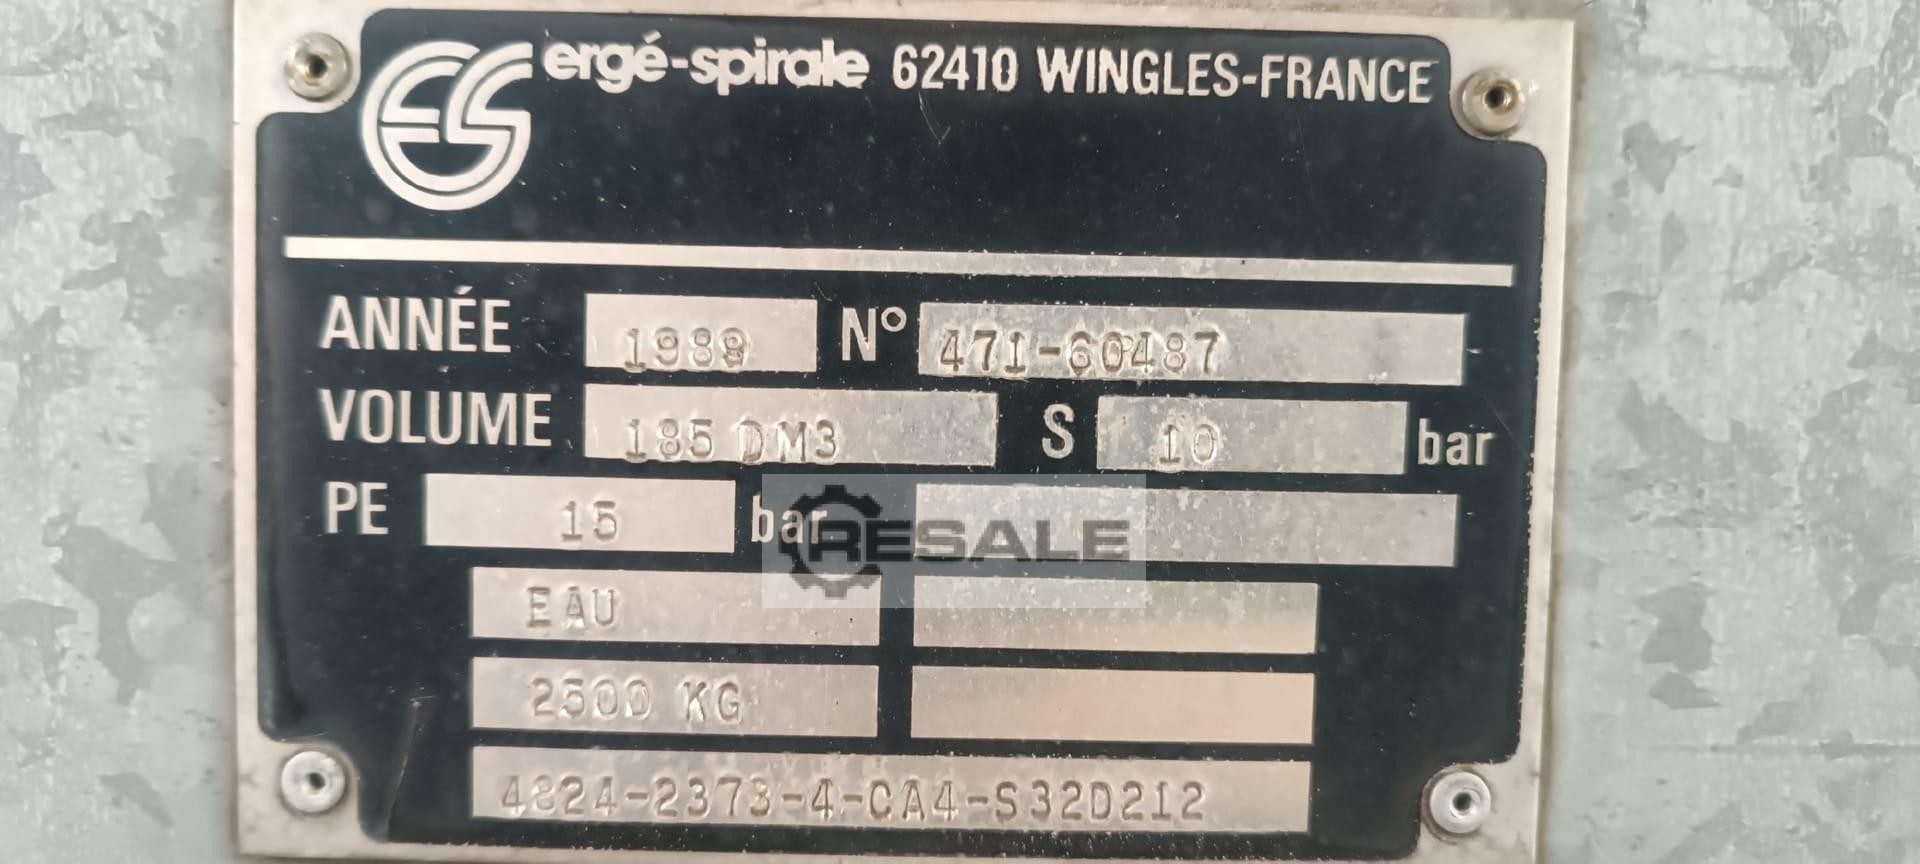 ES ergé-spirale 62410 WINGLES-FRANCE
ANNÉE 1989 N° 471-60487
VOLUME 185 DM3 S 10 bar
PE 15 bar
RESALE
EAU
2500 KG
4824-2373-4-CA4-S32D212